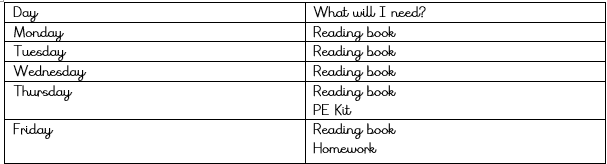 Day What will I need?
Monday Reading book
Tuesday Reading book
Wednesday Reading book
Thursday Reading book
PE Kit
Friday Reading book
Homework